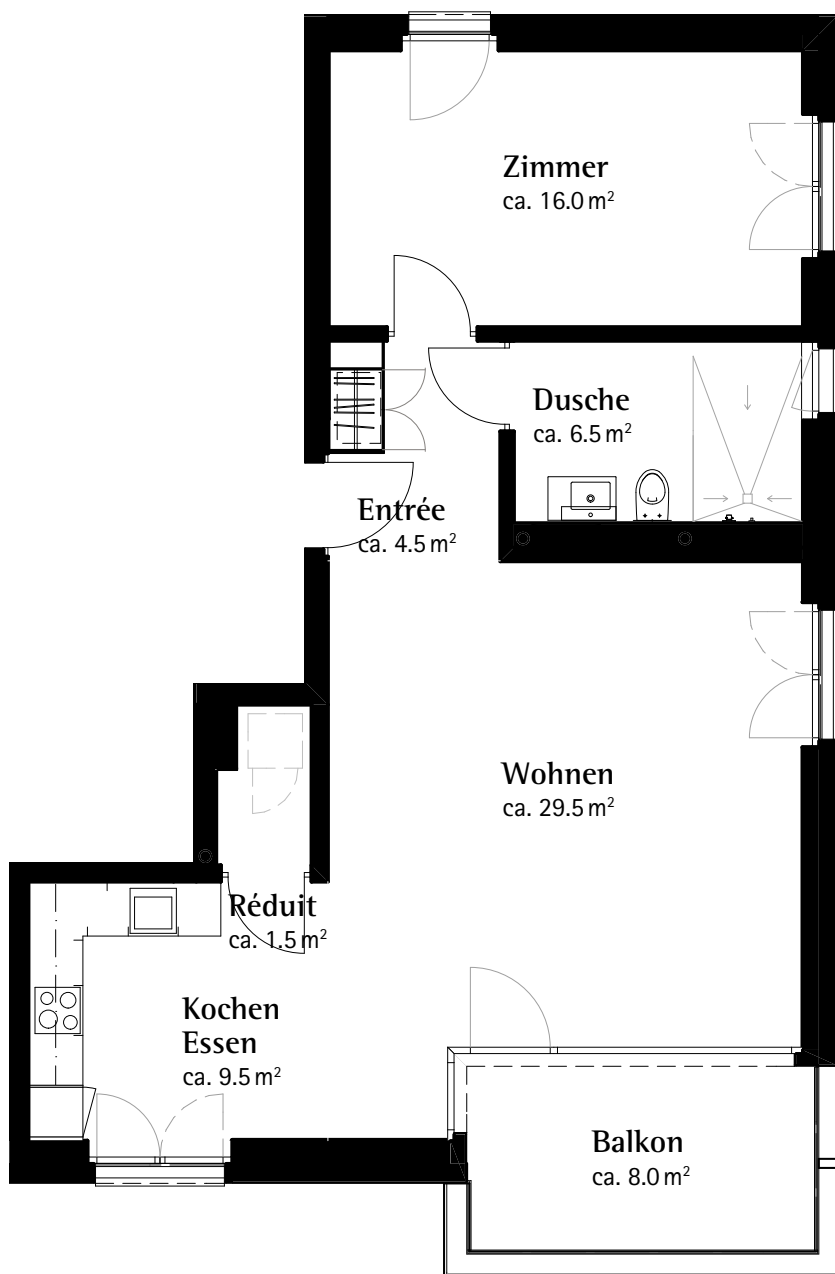 Zimmer
ca. 16.0 m²
Dusche
ca. 6.5 m²
Entrée
ca. 4.5 m²
Wohnen
ca. 29.5 m²
Réduit
ca. 1.5 m²
Kochen
Essen
ca. 9.5 m²
Balkon
ca. 8.0 m²